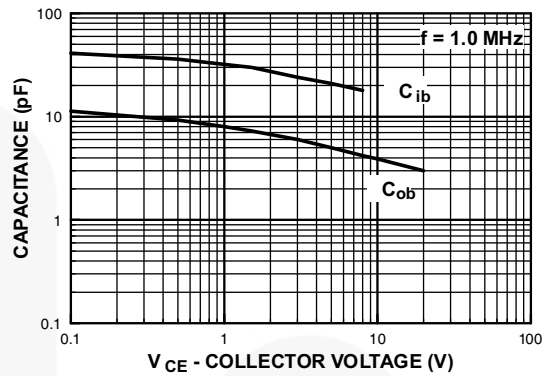 100
f = 1.0 MHz
C ib
10
C ob
1
0.1
CAPACITANCE (pF)
0.1 1 10 100
V CE - COLLECTOR VOLTAGE (V)